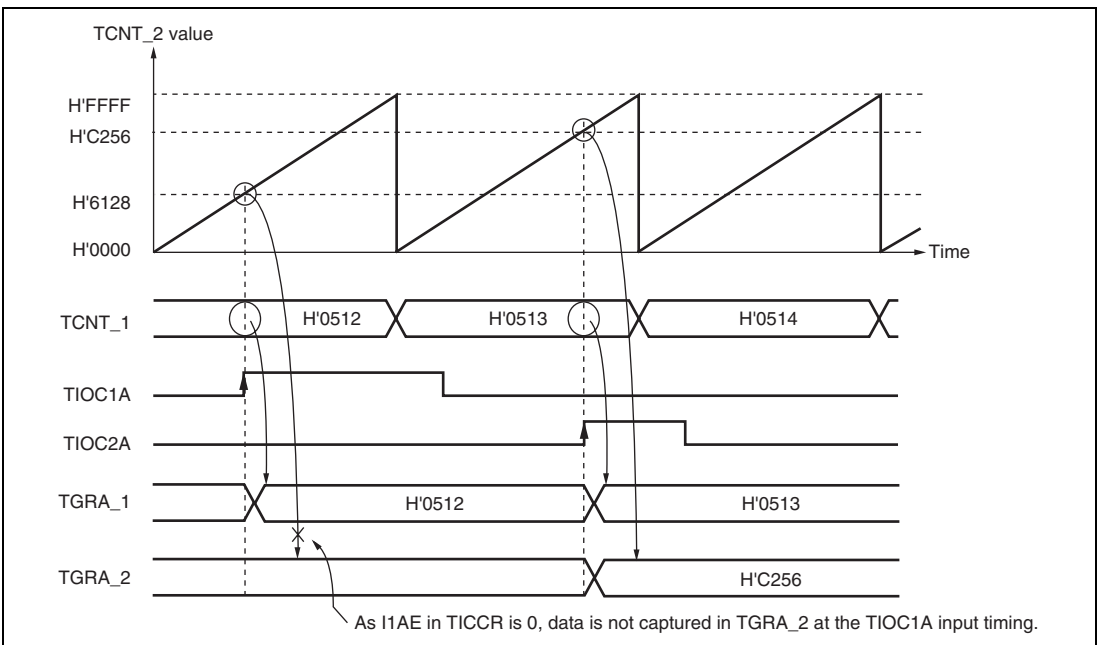 TCNT_2 value
H'FFFF
H'C256
H'6128
H'0000
Time
TCNT_1 H'0512 H'0513 H'0514
TIOC1A
TIOC2A
TGRA_1 H'0512 H'0513
TGRA_2 H'C256
As I1AE in TICCR is 0, data is not captured in TGRA_2 at the TIOC1A input timing.